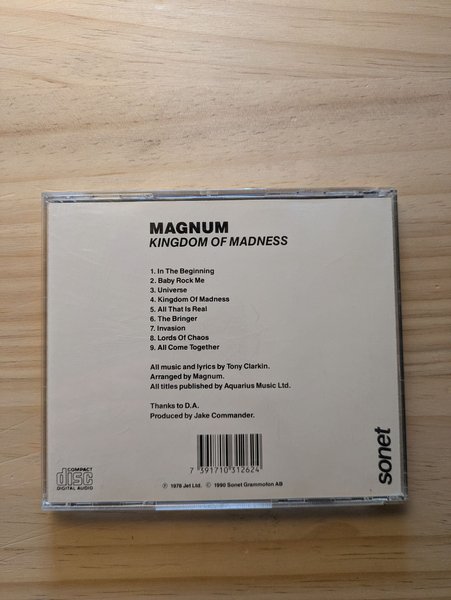 MAGNUM
KINGDOM OF MADNESS
1. In The Beginning
2. Baby Rock Me
3. Universe
4. Kingdom Of Madness
5. All That Is Real
6. The Bringer
7. Invasion
8. Lords Of Chaos
9. All Come Together
All music and lyrics by Tony Clarkin.
Arranged by Magnum.
All titles published by Aquarius Music Ltd.
Thanks to D.A.
Produced by Jake Commander.
7 391710 312624
℗ 1978 Jet Ltd. © 1990 Sonet Grammofon AB
COMPACT
disc
DIGITAL AUDIO
sonet